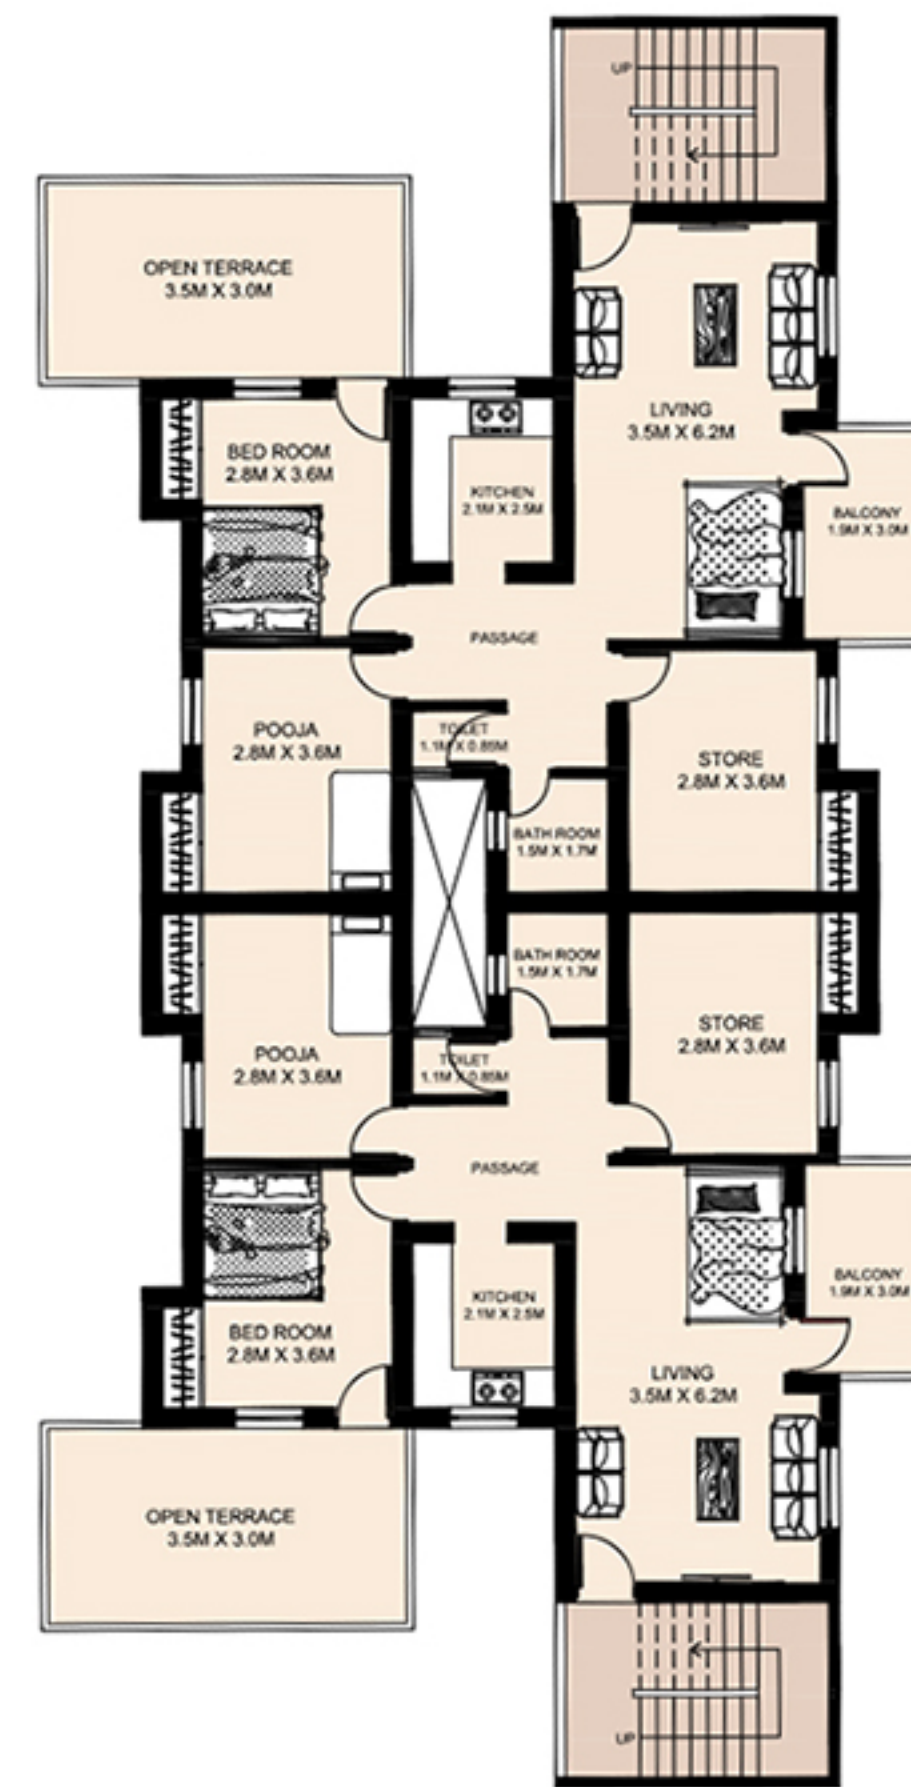 UP
OPEN TERRACE
3.5M X 3.0M
LIVING
3.5M X 6.2M
BED ROOM
2.8M X 3.6M
KITCHEN
2.1M X 2.5M
BALCONY
1.9M X 3.0M
PASSAGE
POOJA
2.8M X 3.6M
TOILET
1.1M X 0.85M
STORE
2.8M X 3.6M
BATH ROOM
1.5M X 1.7M
BATH ROOM
1.5M X 1.7M
STORE
2.8M X 3.6M
POOJA
2.8M X 3.6M
TOILET
1.1M X 0.85M
PASSAGE
BALCONY
1.9M X 3.0M
KITCHEN
2.1M X 2.5M
BED ROOM
2.8M X 3.6M
LIVING
3.5M X 6.2M
OPEN TERRACE
3.5M X 3.0M
UP